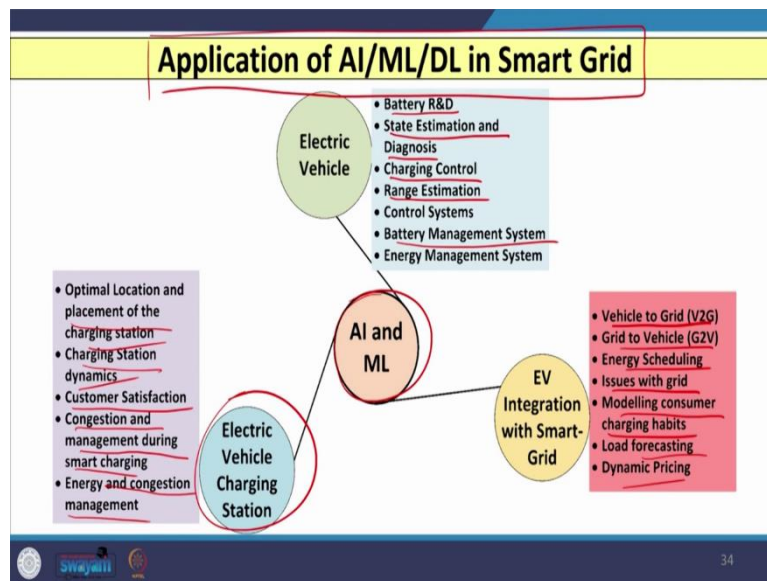 Application of AI/ML/DL in Smart Grid
Electric
Vehicle
• Battery R&D
• State Estimation and
Diagnosis
• Charging Control
• Range Estimation
• Control Systems
• Battery Management System
• Energy Management System
AI and
ML
• Optimal Location and
placement of the
charging station
• Charging Station
dynamics
• Customer Satisfaction
• Congestion and
management during
smart charging
• Energy and congestion
management
Electric
Vehicle
Charging
Station
EV
Integration
with Smart-
Grid
• Vehicle to Grid (V2G)
• Grid to Vehicle (G2V)
• Energy Scheduling
• Issues with grid
• Modelling consumer
charging habits
• Load forecasting
• Dynamic Pricing
swayam
34